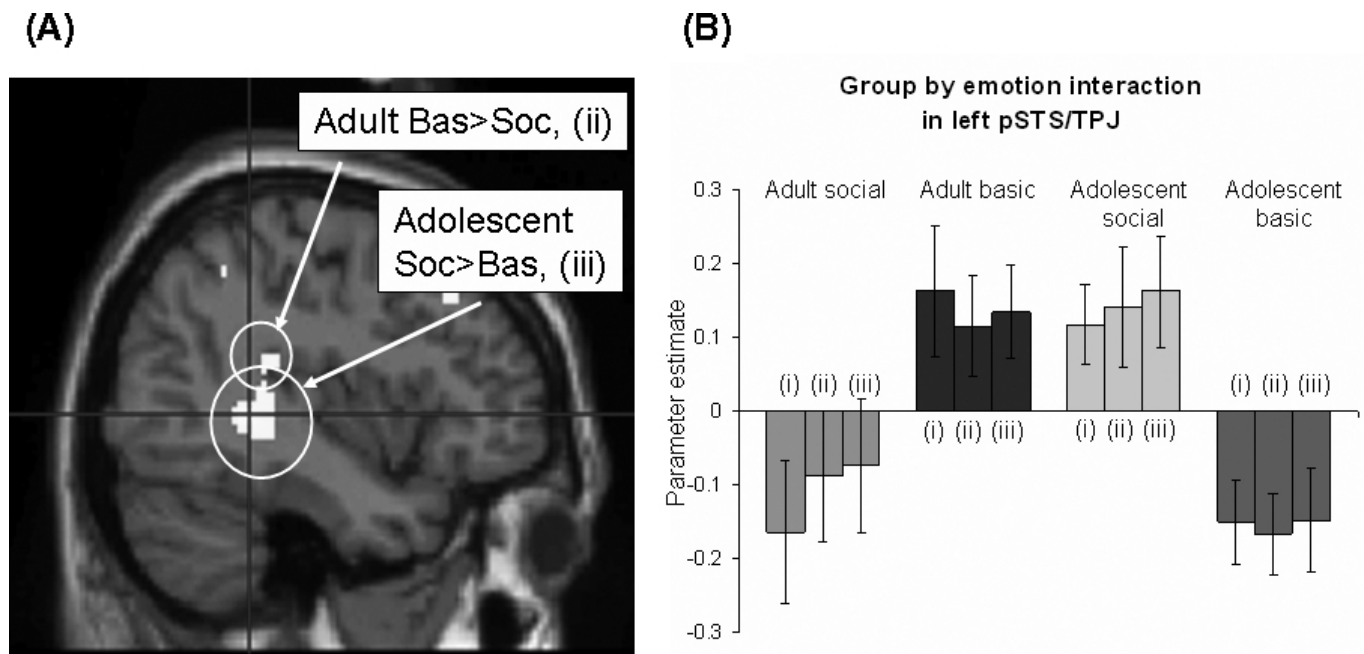 (A)
Adult Bas>Soc, (ii)
Adolescent
Soc>Bas, (iii)
(B)
Group by emotion interaction
in left pSTS/TPJ
Parameter estimate
0.3
0.2
0.1
0
-0.1
-0.2
-0.3
Adult social
Adult basic
Adolescent
social
Adolescent
basic
(i) (ii) (iii)
(i) (ii) (iii)
(i) (ii) (iii)
(i) (ii) (iii)